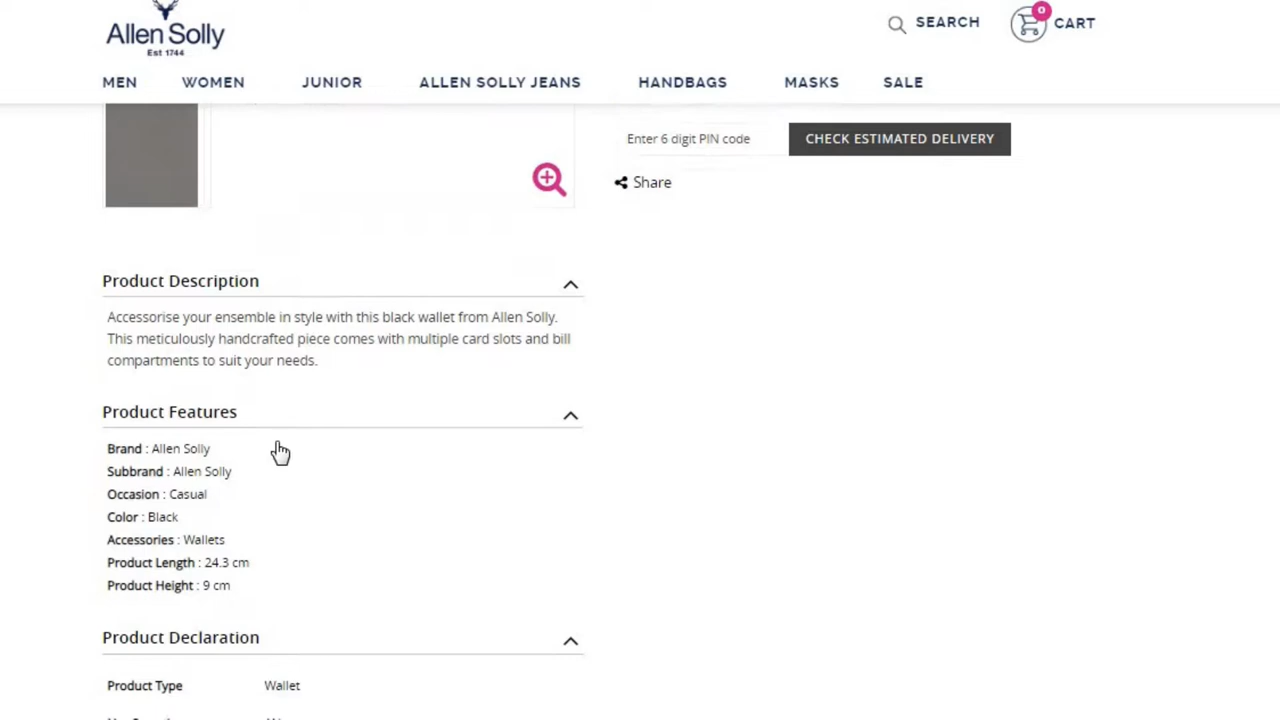 Allen Solly
Est 1744
SEARCH
0
CART
MEN WOMEN JUNIOR ALLEN SOLLY JEANS HANDBAGS MASKS SALE
Enter 6 digit PIN code
CHECK ESTIMATED DELIVERY
Share
Product Description
Accessorise your ensemble in style with this black wallet from Allen Solly.
This meticulously handcrafted piece comes with multiple card slots and bill
compartments to suit your needs.
Product Features
Brand : Allen Solly
Subbrand : Allen Solly
Occasion : Casual
Color : Black
Accessories : Wallets
Product Length : 24.3 cm
Product Height : 9 cm
Product Declaration
Product Type Wallet